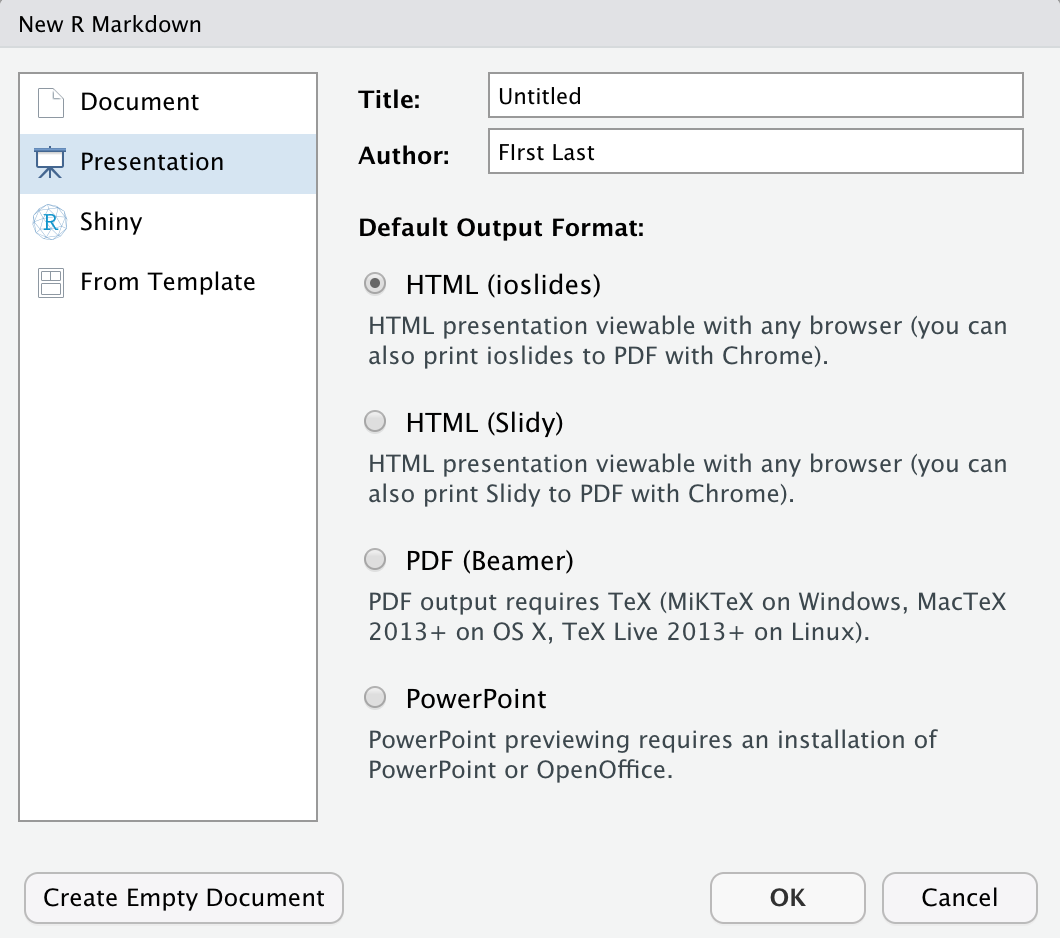 New R Markdown
Document
Presentation
R
Shiny
From Template
Title:
Untitled
Author:
FIrst Last
Default Output Format:
HTML (ioslides)
HTML presentation viewable with any browser (you can
also print ioslides to PDF with Chrome).
HTML (Slidy)
HTML presentation viewable with any browser (you can
also print Slidy to PDF with Chrome).
PDF (Beamer)
PDF output requires TeX (MiKTeX on Windows, MacTeX
2013+ on OS X, TeX Live 2013+ on Linux).
PowerPoint
PowerPoint previewing requires an installation of
PowerPoint or OpenOffice.
Create Empty Document
OK
Cancel